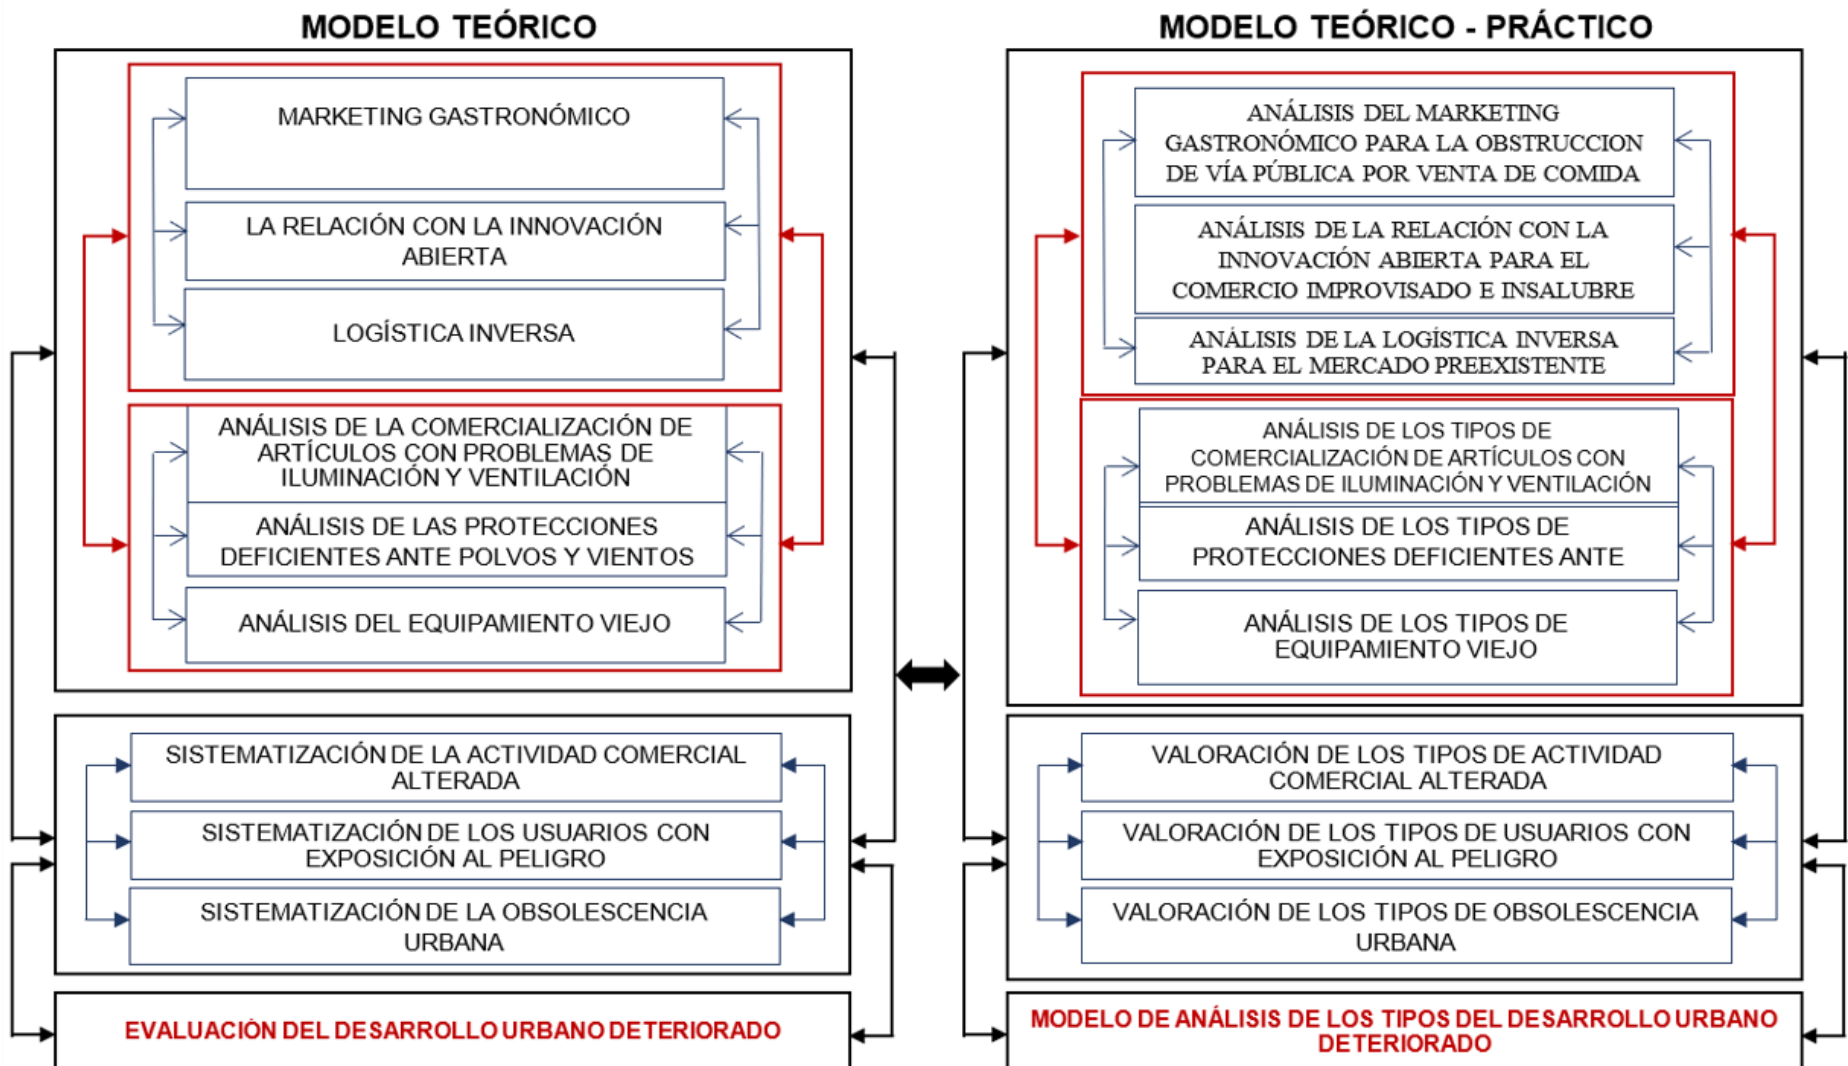 MODELO TEÓRICO
MARKETING GASTRONÓMICO
LA RELACIÓN CON LA INNOVACIÓN
ABIERTA
LOGÍSTICA INVERSA
ANÁLISIS DE LA COMERCIALIZACIÓN DE
ARTÍCULOS CON PROBLEMAS DE
ILUMINACIÓN Y VENTILACIÓN
ANÁLISIS DE LAS PROTECCIONES
DEFICIENTES ANTE POLVOS Y VIENTOS
ANÁLISIS DEL EQUIPAMIENTO VIEJO
SISTEMATIZACIÓN DE LA ACTIVIDAD COMERCIAL
ALTERADA
SISTEMATIZACIÓN DE LOS USUARIOS CON
EXPOSICIÓN AL PELIGRO
SISTEMATIZACIÓN DE LA OBSOLESCENCIA
URBANA
EVALUACIÓN DEL DESARROLLO URBANO DETERIORADO
MODELO TEÓRICO - PRÁCTICO
ANÁLISIS DEL MARKETING
GASTRONÓMICO PARA LA OBSTRUCCION
DE VÍA PÚBLICA POR VENTA DE COMIDA
ANÁLISIS DE LA RELACIÓN CON LA
INNOVACIÓN ABIERTA PARA EL
COMERCIO IMPROVISADO E INSALUBRE
ANÁLISIS DE LA LOGÍSTICA INVERSA
PARA EL MERCADO PREEXISTENTE
ANÁLISIS DE LOS TIPOS DE
COMERCIALIZACIÓN DE ARTÍCULOS CON
PROBLEMAS DE ILUMINACIÓN Y VENTILACIÓN
ANÁLISIS DE LOS TIPOS DE
PROTECCIONES DEFICIENTES ANTE
ANÁLISIS DE LOS TIPOS DE
EQUIPAMIENTO VIEJO
VALORACIÓN DE LOS TIPOS DE ACTIVIDAD
COMERCIAL ALTERADA
VALORACIÓN DE LOS TIPOS DE USUARIOS CON
EXPOSICIÓN AL PELIGRO
VALORACIÓN DE LOS TIPOS DE OBSOLESCENCIA
URBANA
MODELO DE ANÁLISIS DE LOS TIPOS DEL DESARROLLO URBANO
DETERIORADO